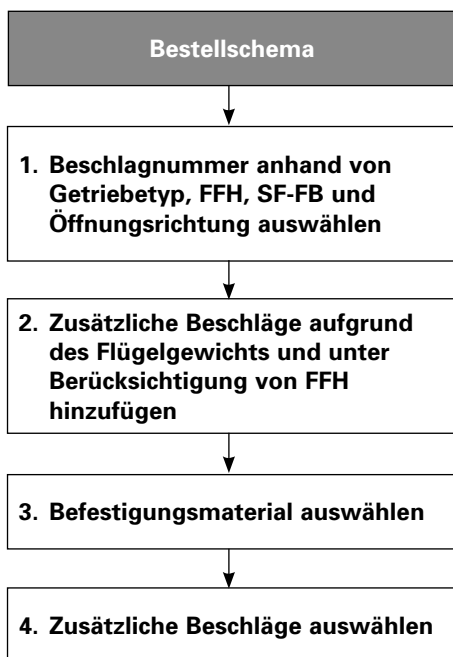 Bestellschema
1. Beschlagnummer anhand von
Getriebetyp, FFH, SF-FB und
Öffnungsrichtung auswählen
2. Zusätzliche Beschläge aufgrund
des Flügelgewichts und unter
Berücksichtigung von FFH
hinzufügen
3. Befestigungsmaterial auswählen
4. Zusätzliche Beschläge auswählen